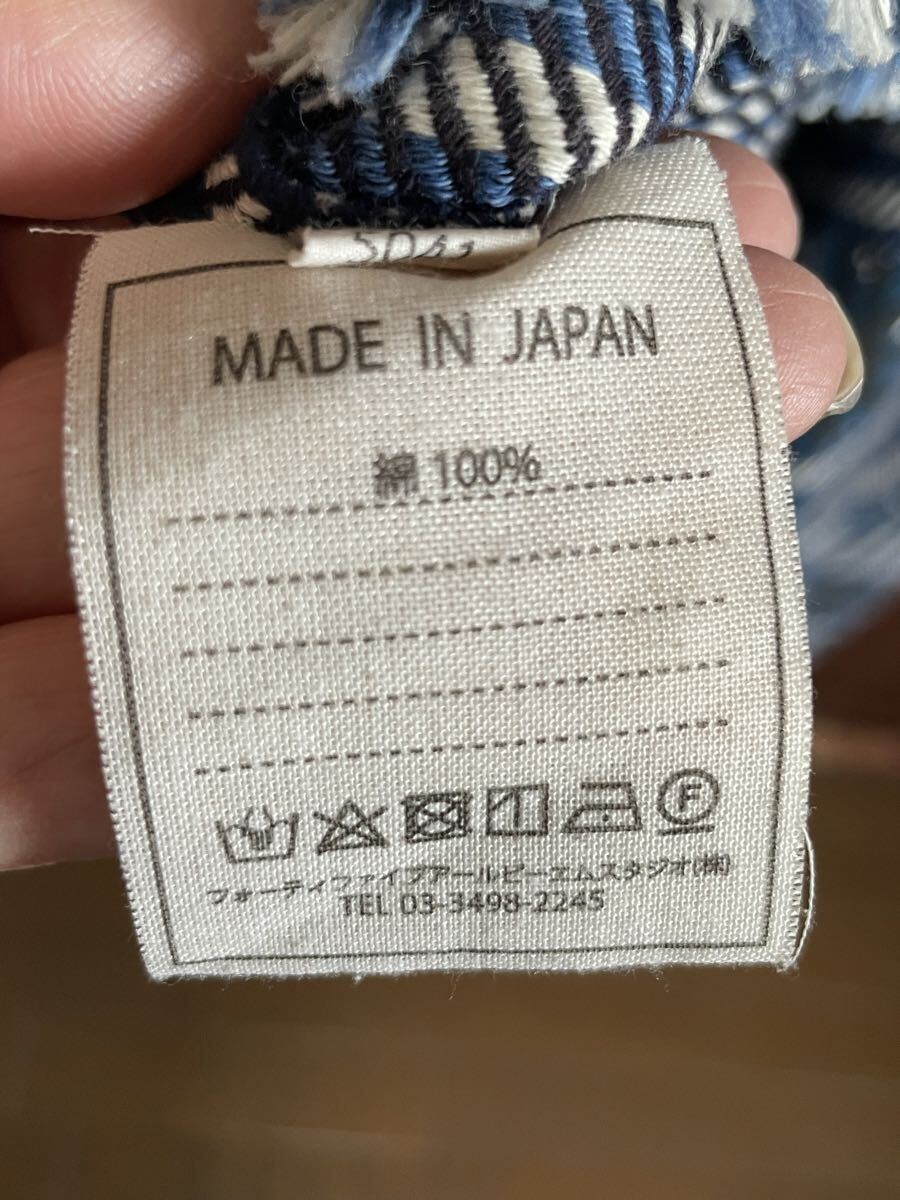 MADE IN JAPAN
綿 100%
F
フォーティファイブアールピーエムスタジオ(株)
TEL 03-3498-2245